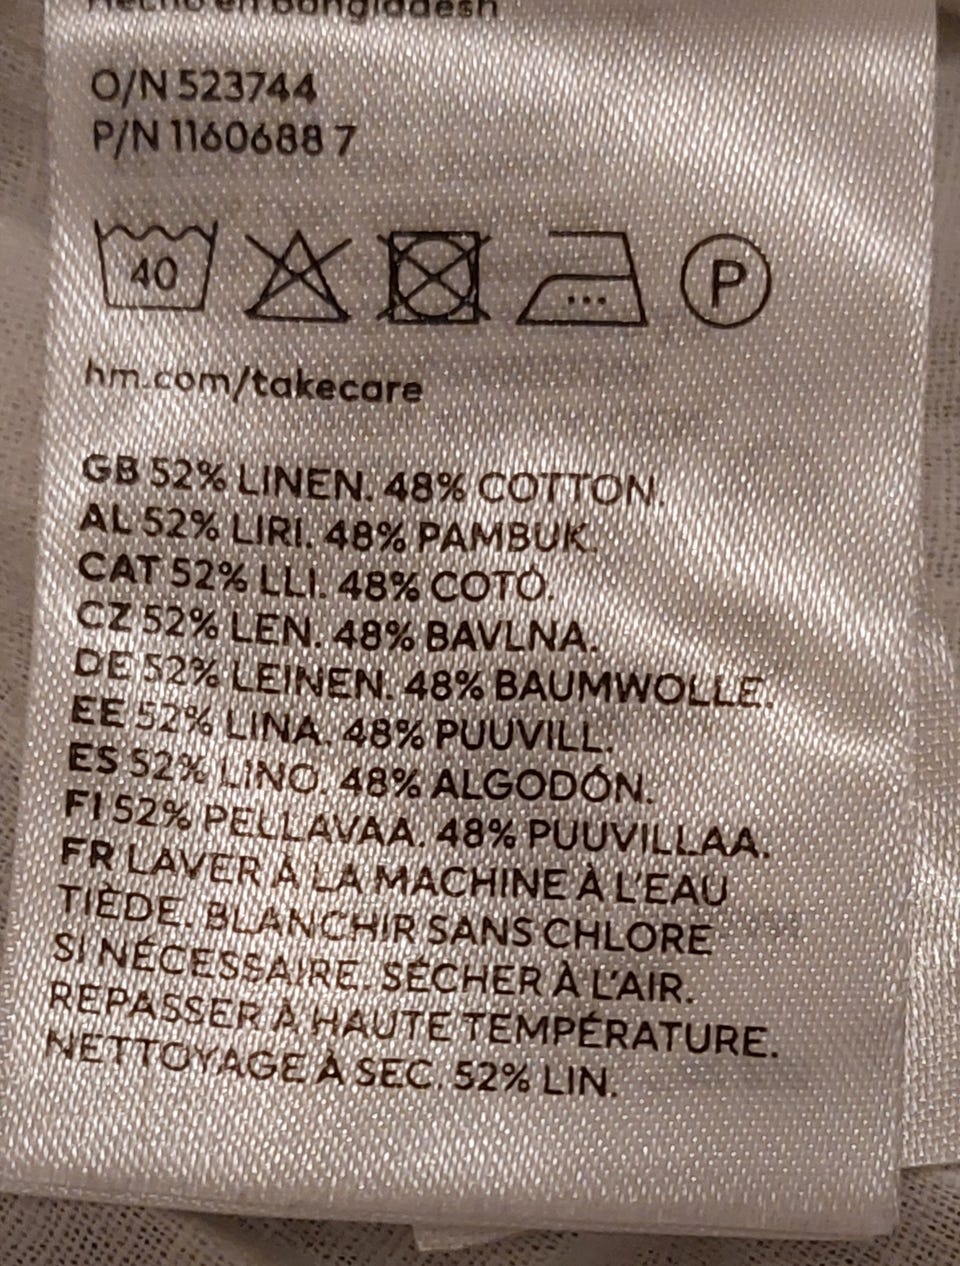 Hecho en Bangladesh
O/N 523744
P/N 1160688 7
40 P
hm.com/takecare
GB 52% LINEN. 48% COTTON.
AL 52% LIRI. 48% PAMBUK.
CAT 52% LLI. 48% COTÓ.
CZ 52% LEN. 48% BAVLNA.
DE 52% LEINEN. 48% BAUMWOLLE.
EE 52% LINA. 48% PUUVILL.
ES 52% LINO. 48% ALGODÓN.
FI 52% PELLAVAA. 48% PUUVILLAA.
FR LAVER À LA MACHINE À L'EAU
TIÈDE. BLANCHIR SANS CHLORE
SI NÉCESSAIRE. SÉCHER À L'AIR.
REPASSER À HAUTE TEMPÉRATURE.
NETTOYAGE À SEC. 52% LIN.